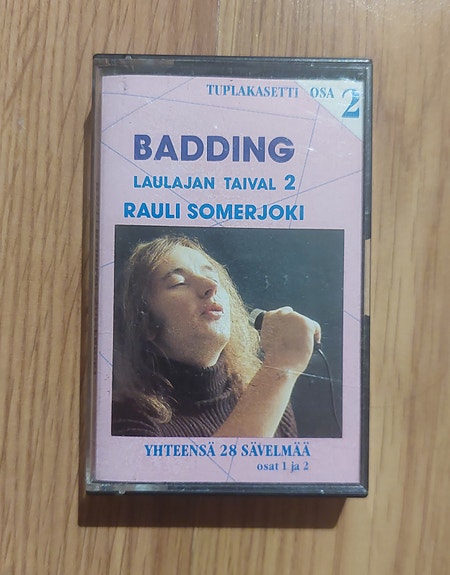 TUPLAKASETTI OSA 2
BADDING
LAULAJAN TAIVAL 2
RAULI SOMERJOKI
YHTEENSÄ 28 SÄVELMÄÄ
osat 1 ja 2